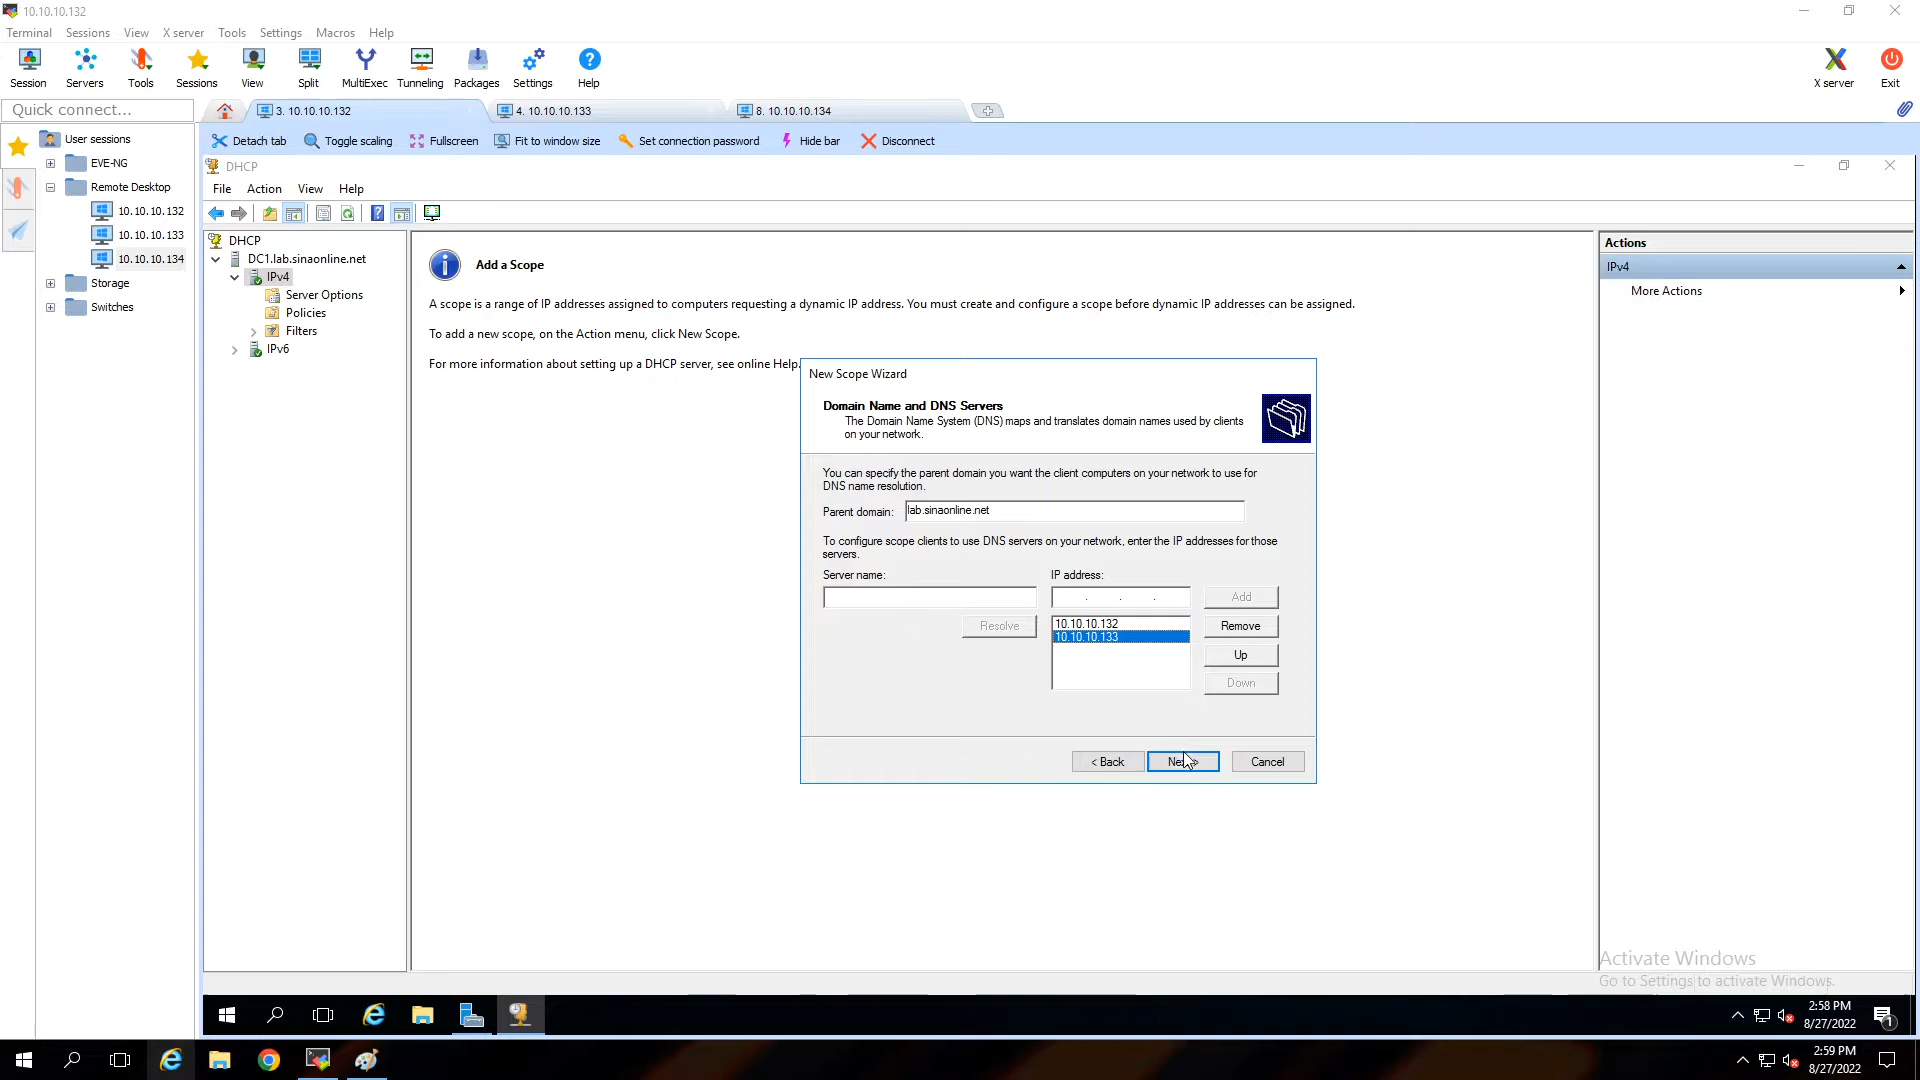 10.10.10.132
Terminal Sessions View X server Tools Settings Macros Help
Session Servers Tools Sessions View Split MultiExec Tunneling Packages Settings Help X server Exit
Quick connect...
3. 10.10.10.132
4. 10.10.10.133
8. 10.10.10.134
User sessions
EVE-NG
Remote Desktop
10.10.10.132
10.10.10.133
10.10.10.134
Storage
Switches
Detach tab Toggle scaling Fullscreen Fit to window size Set connection password Hide bar Disconnect
DHCP
File Action View Help
DHCP
DC1.lab.sinaonline.net
IPv4
Server Options
Policies
Filters
IPv6
Add a Scope
A scope is a range of IP addresses assigned to computers requesting a dynamic IP address. You must create and configure a scope before dynamic IP addresses can be assigned.
To add a new scope, on the Action menu, click New Scope.
For more information about setting up a DHCP server, see online Help.
Actions
IPv4
More Actions
New Scope Wizard
Domain Name and DNS Servers
The Domain Name System (DNS) maps and translates domain names used by clients
on your network.
You can specify the parent domain you want the client computers on your network to use for
DNS name resolution.
Parent domain: lab.sinaonline.net
To configure scope clients to use DNS servers on your network, enter the IP addresses for those
servers.
Server name: IP address:
. . .
Add
Resolve
10.10.10.132
10.10.10.133
Remove
Up
Down
< Back
Cancel
Activate Windows
Go to Settings to activate Windows.
2:58 PM
8/27/2022
1
2:59 PM
8/27/2022